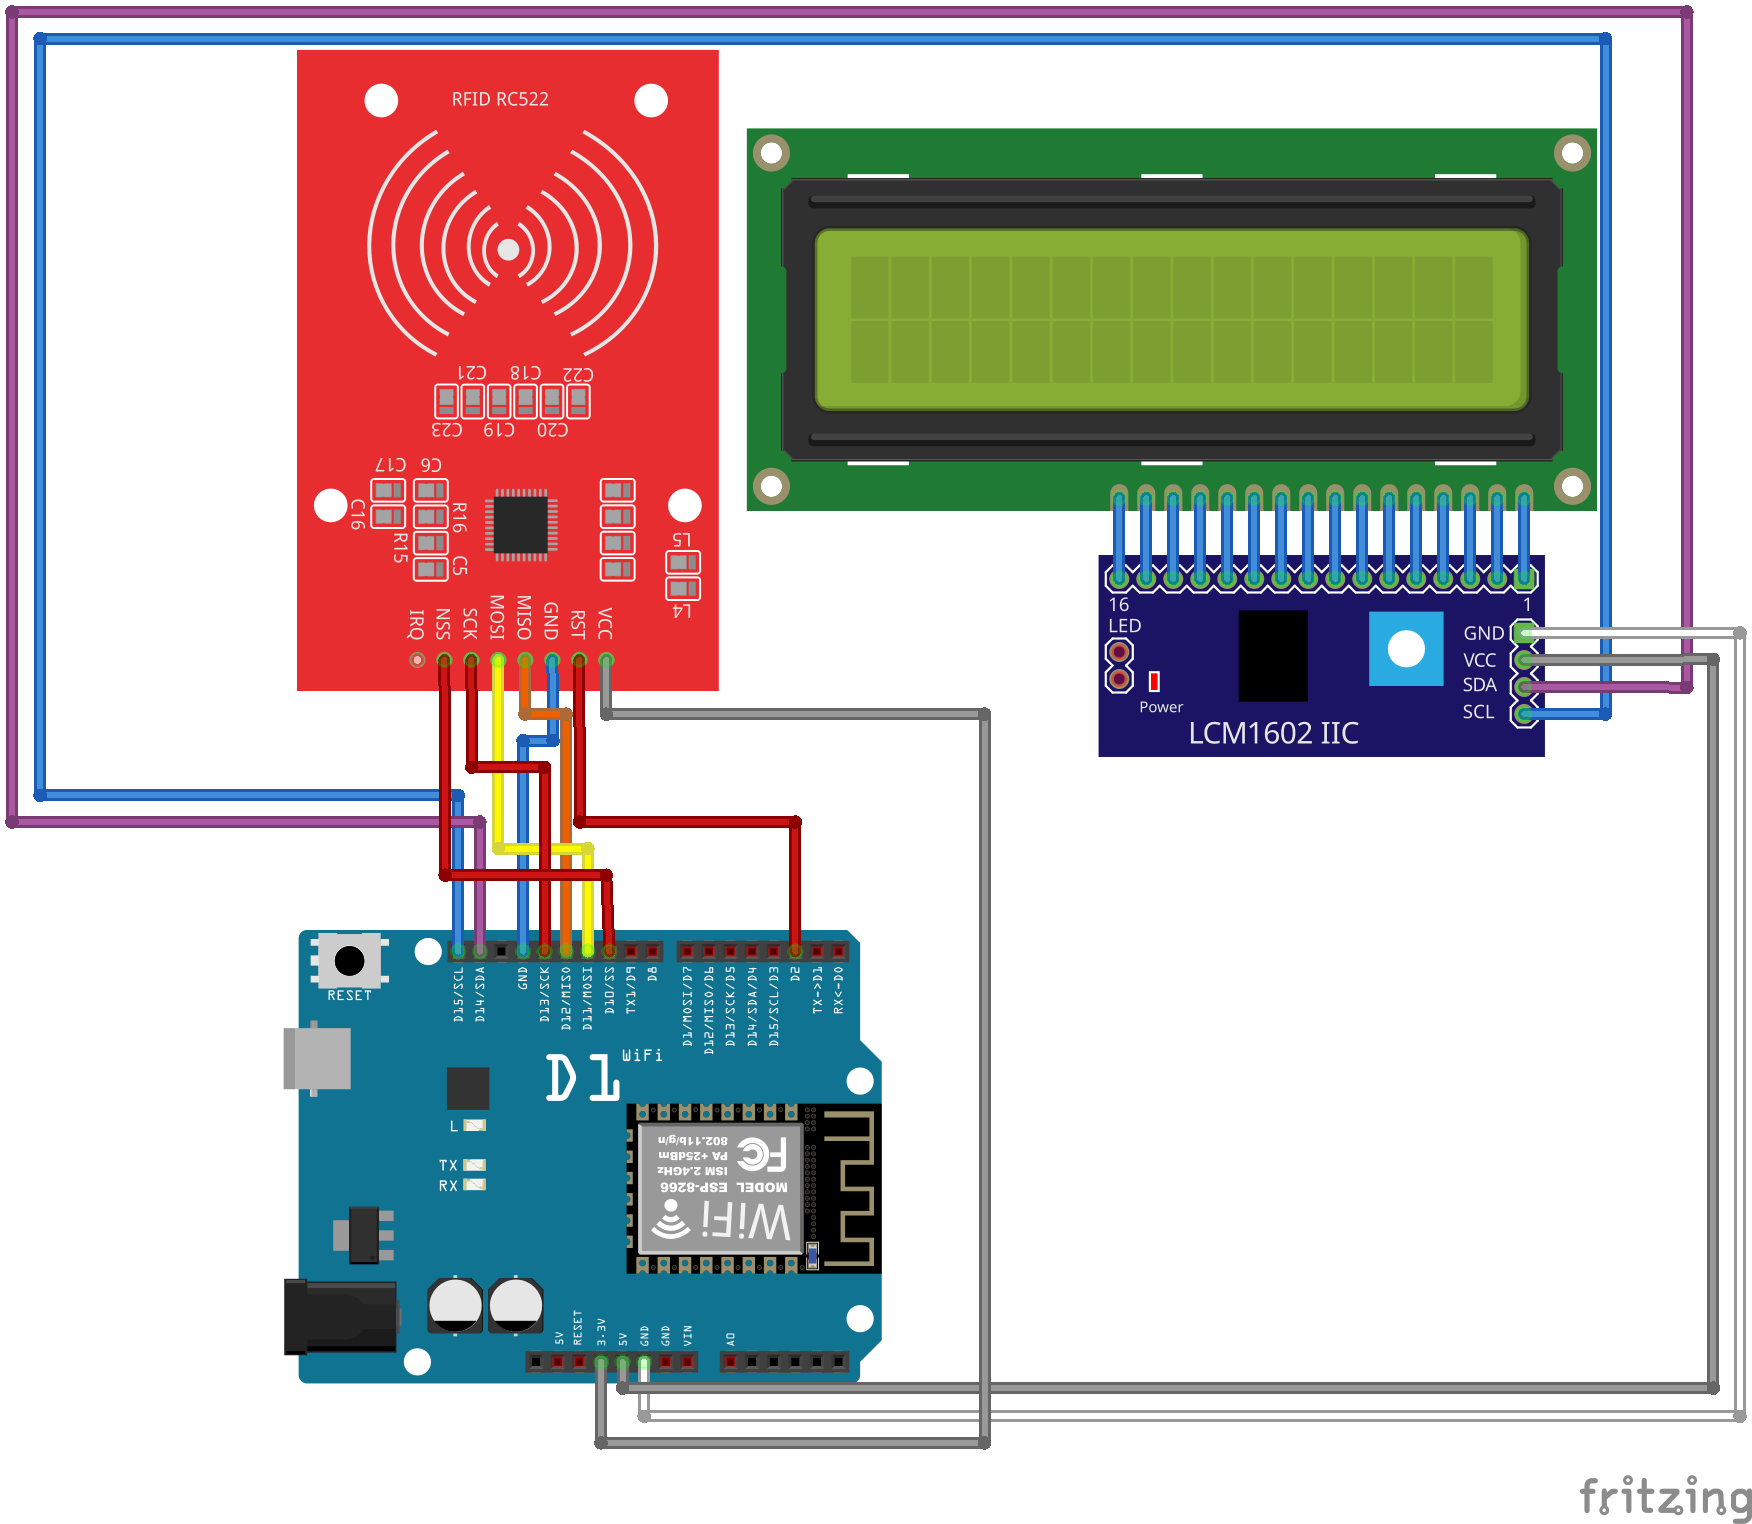 RFID RC522
C21
C18
C22
C23
C19
C20
C17
C6
C16
R16
R15
C5
L5
L4
IRQ
NSS
SCK
MOSI
MISO
GND
RST
VCC
16
LED
1
GND
VCC
SDA
SCL
Power
LCM1602 IIC
RESET
D15/SCL
D14/SDA
GND
D13/SCK
D12/MISO
D11/MOSI
D10/SS
TX1/D9
D8
D1/MOSI/D7
D12/MISO/D6
D13/SCK/D5
D14/SDA/D4
D15/SCL/D3
D2
TX->D1
RX<-D0
D1
WiFi
L
TX
RX
802.11b/g/n
PA +25dBm
ISM 2.4GHz
FC
MODEL ESP-8266
WiFi
5V
RESET
3.3V
5V
GND
GND
VIN
A0
fritzing